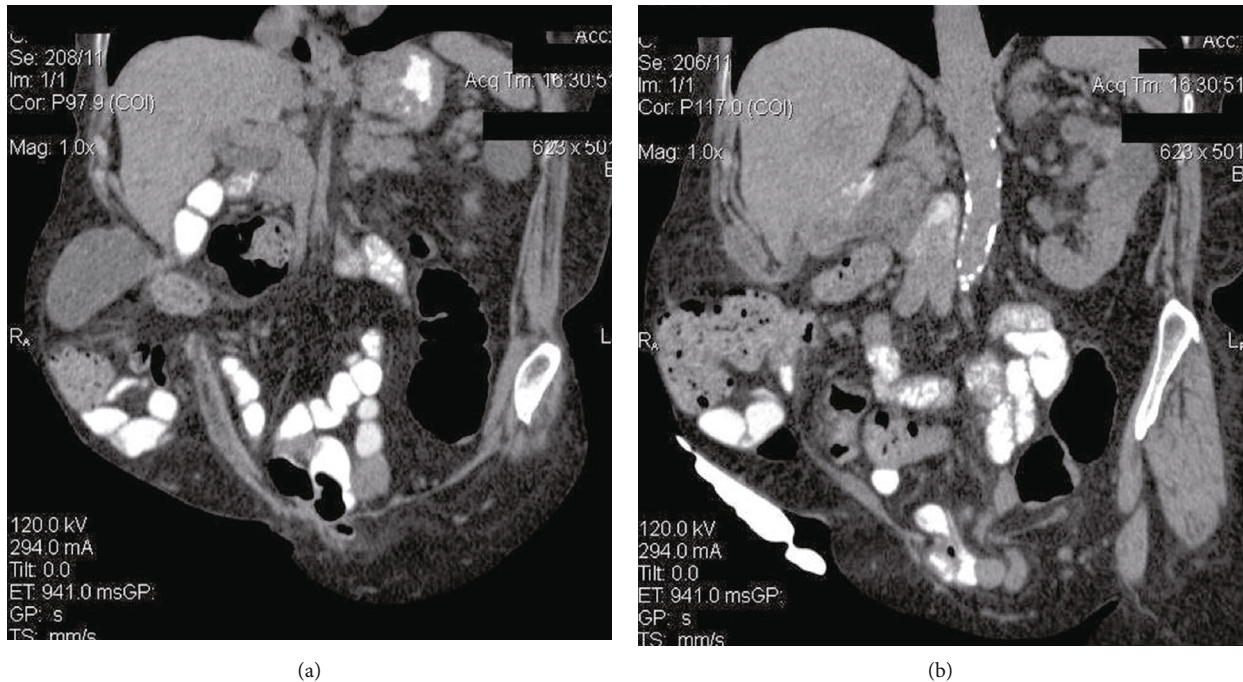 C:
Se: 208/11
Im: 1/1
Cor: P97.9 (COI)
Mag: 1.0x
Acc:
Acq Tm: 16:30:51
623 x 501
B
R A
L
120.0 kV
294.0 mA
Tilt: 0.0
ET: 941.0 msGP:
GP: s
TS: mm/s
(a)
C:
Se: 206/11
Im: 1/1
Cor: P117.0 (COI)
Mag: 1.0x
Acc:
Acq Tm: 16:30:51
623 x 501
B
R A
L P
120.0 kV
294.0 mA
Tilt: 0.0
ET: 941.0 msGP:
GP: s
TS: mm/s
(b)